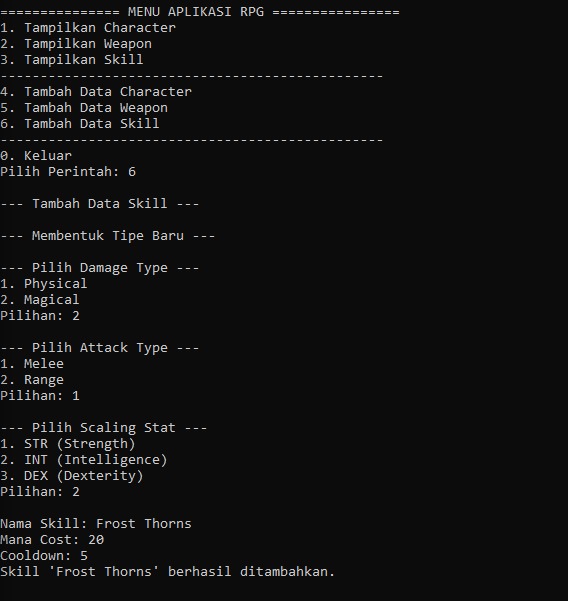 =============== MENU APLIKASI RPG ================
1. Tampilkan Character
2. Tampilkan Weapon
3. Tampilkan Skill
------------------------------------------------
4. Tambah Data Character
5. Tambah Data Weapon
6. Tambah Data Skill
------------------------------------------------
0. Keluar
Pilih Perintah: 6
--- Tambah Data Skill ---
--- Membentuk Tipe Baru ---
--- Pilih Damage Type ---
1. Physical
2. Magical
Pilihan: 2
--- Pilih Attack Type ---
1. Melee
2. Range
Pilihan: 1
--- Pilih Scaling Stat ---
1. STR (Strength)
2. INT (Intelligence)
3. DEX (Dexterity)
Pilihan: 2
Nama Skill: Frost Thorns
Mana Cost: 20
Cooldown: 5
Skill 'Frost Thorns' berhasil ditambahkan.